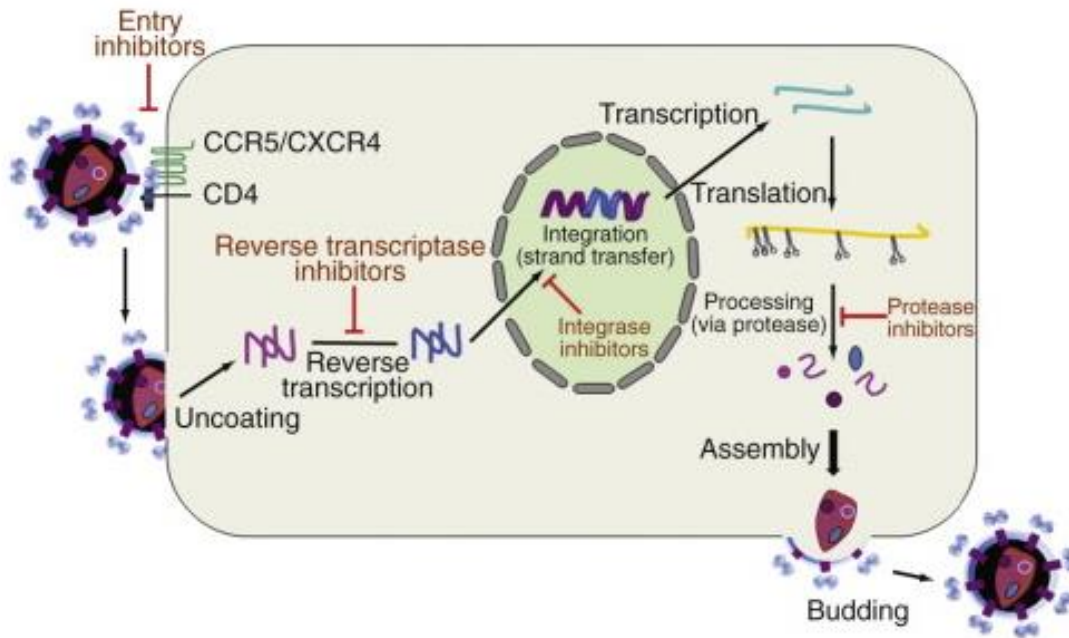 Entry
inhibitors
CCR5/CXCR4
CD4
Reverse transcriptase
inhibitors
Uncoating
Reverse
transcription
Integration
(strand transfer)
Integrase
inhibitors
Transcription
Translation
Processing
(via protease)
Protease
inhibitors
Assembly
Budding